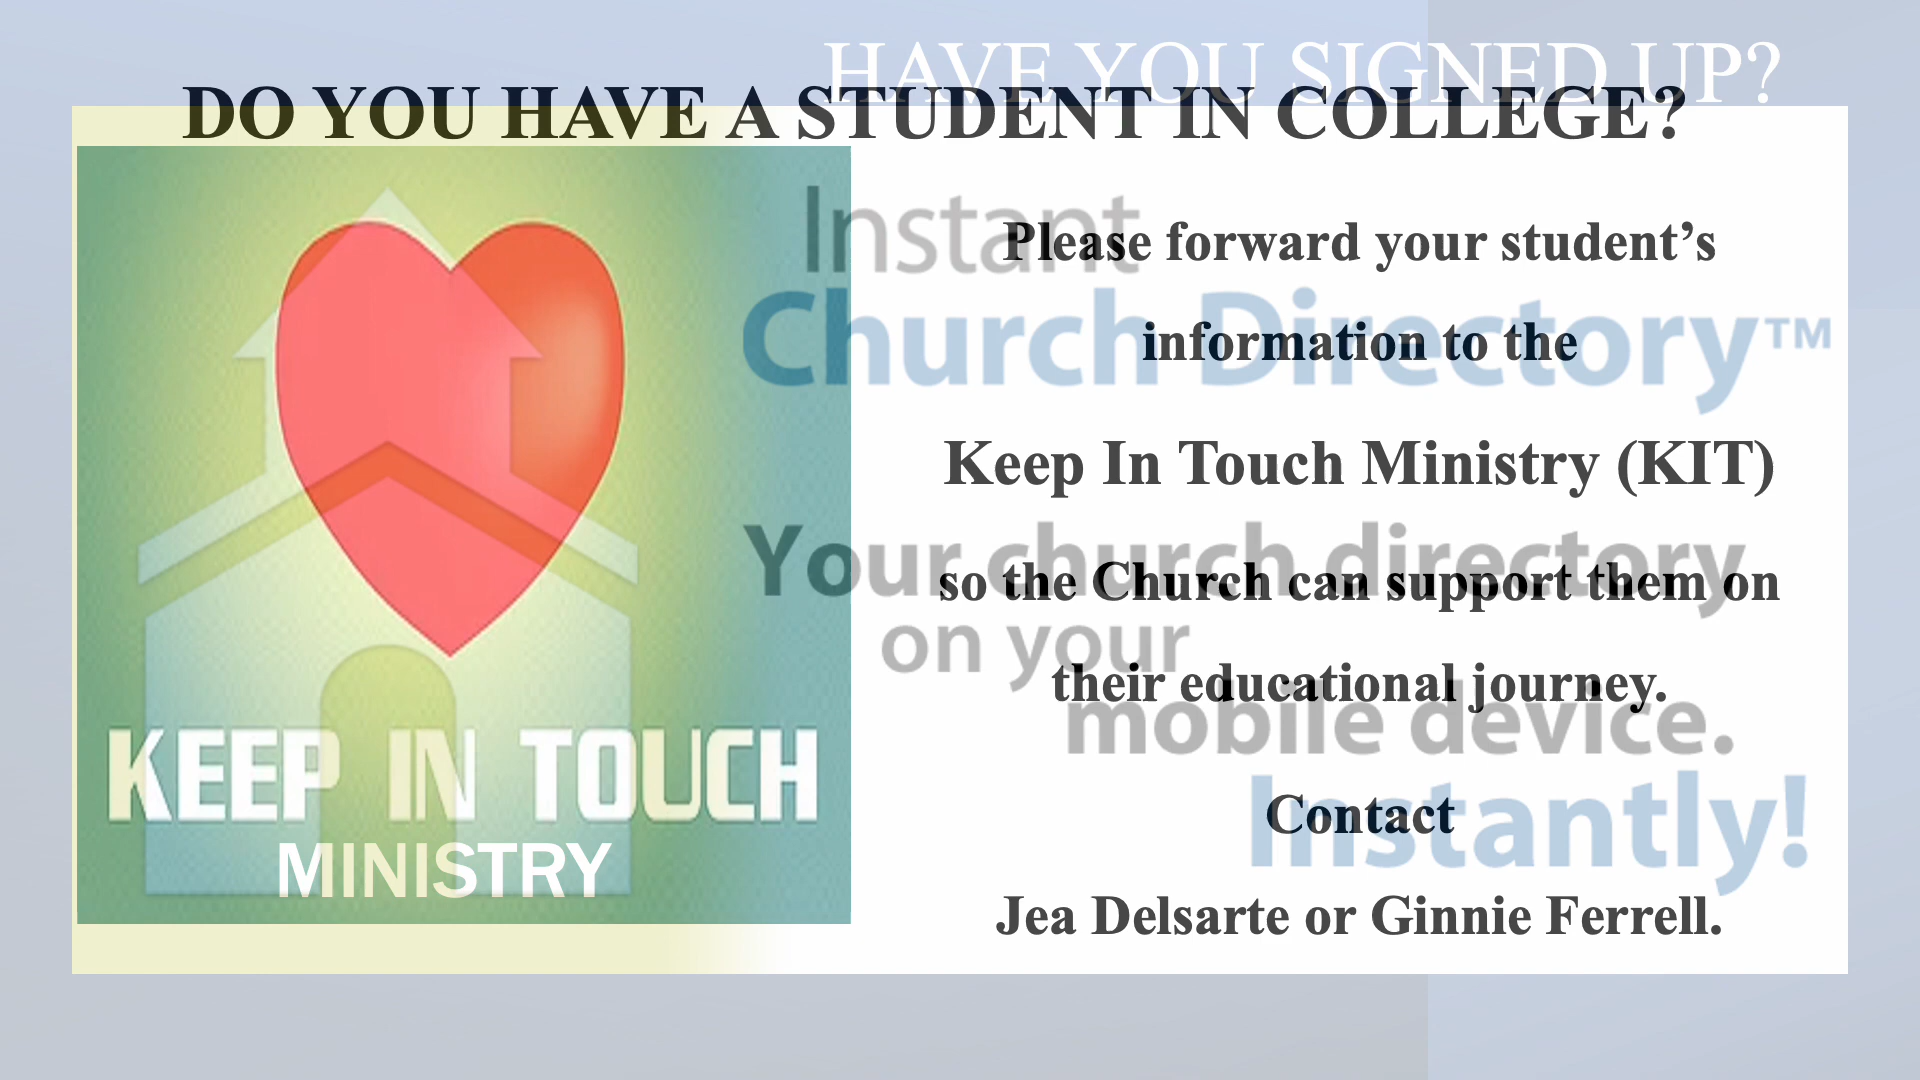 HAVE YOU SIGNED UP?
DO YOU HAVE A STUDENT IN COLLEGE?
Instant
Church Directory™
Your church directory
on your
mobile device.
Instantly!
Please forward your student’s
information to the
Keep In Touch Ministry (KIT)
so the Church can support them on
their educational journey.
Contact
Jea Delsarte or Ginnie Ferrell.
KEEP IN TOUCH
MINISTRY